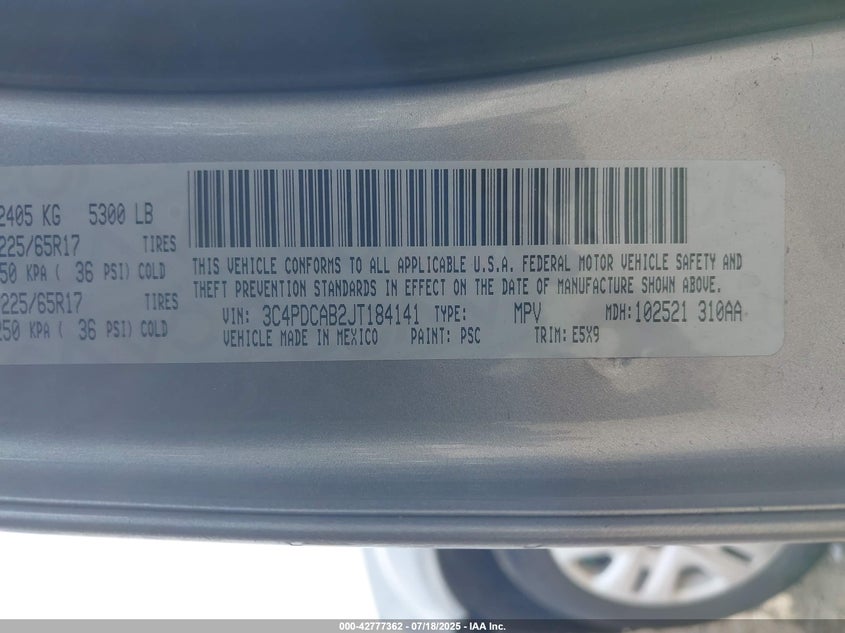 2405 KG 5300 LB
225/65R17 TIRES
50 KPA ( 36 PSI) COLD
225/65R17 TIRES
250 KPA ( 36 PSI) COLD
THIS VEHICLE CONFORMS TO ALL APPLICABLE U.S.A. FEDERAL MOTOR VEHICLE SAFETY AND
THEFT PREVENTION STANDARDS IN EFFECT ON THE DATE OF MANUFACTURE SHOWN ABOVE.
VIN: 3C4PDCAB2JT184141 TYPE: MPV MDH: 102521 310AA
VEHICLE MADE IN MEXICO PAINT: PSC TRIM: E5X9
000-42777362 - 07/18/2025 - IAA, Inc.